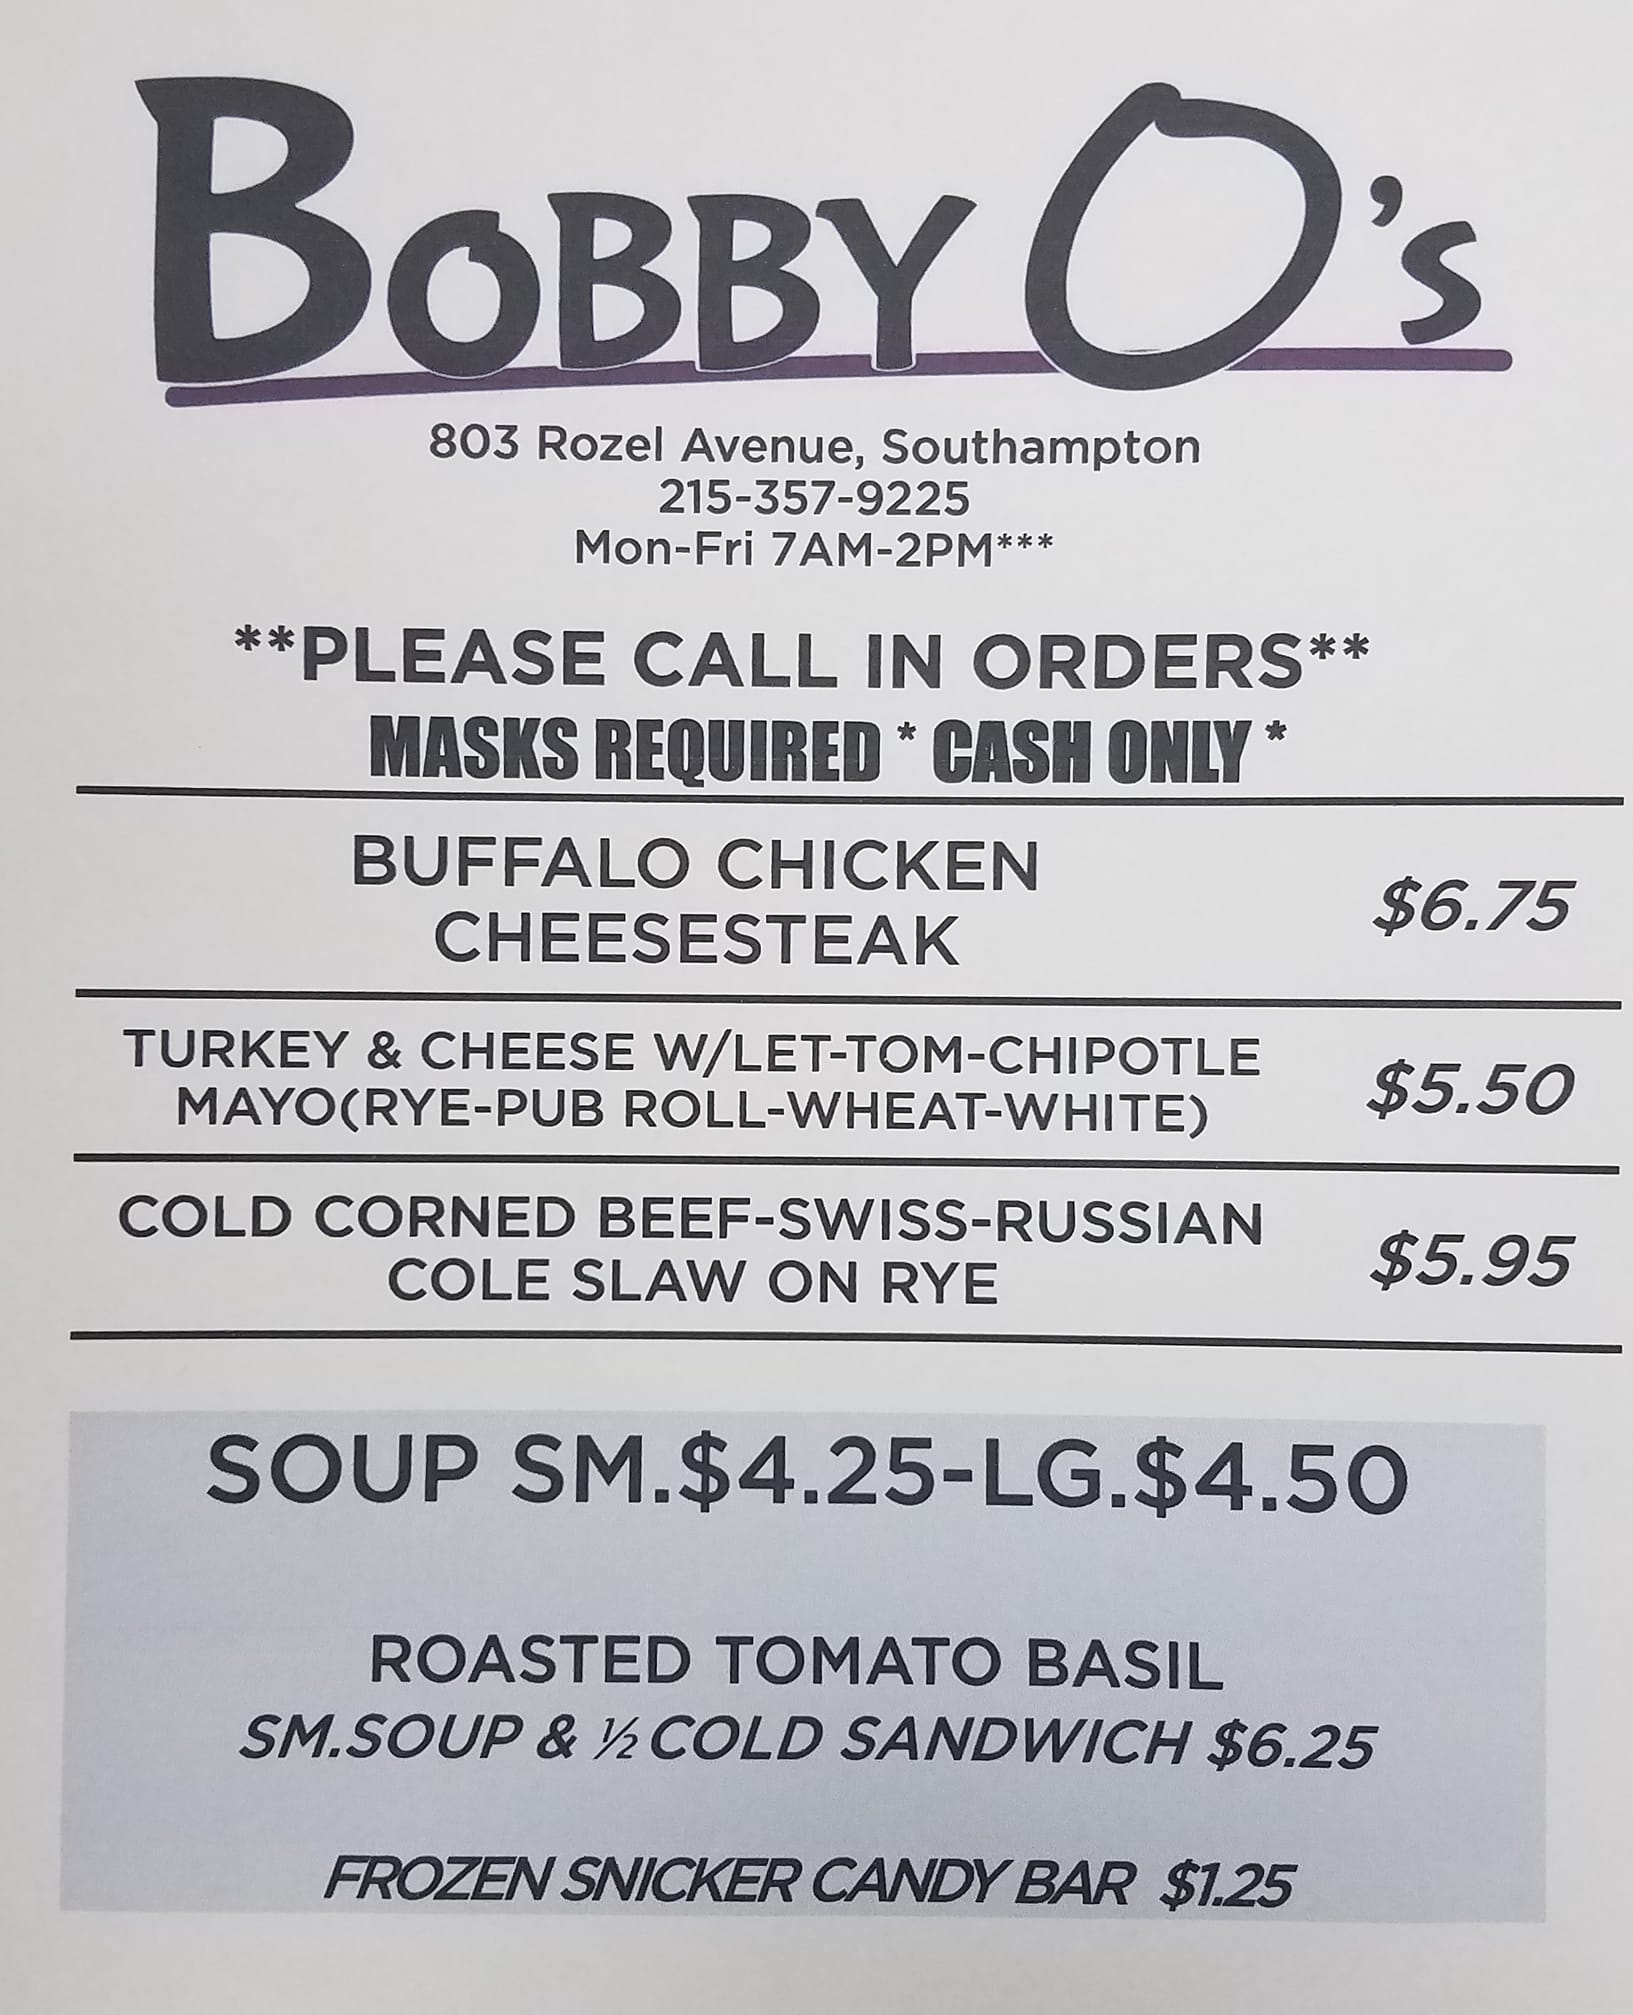 BOBBY O's
803 Rozel Avenue, Southampton
215-357-9225
Mon-Fri 7AM-2PM***
**PLEASE CALL IN ORDERS**
MASKS REQUIRED * CASH ONLY *
BUFFALO CHICKEN
CHEESESTEAK
$6.75
TURKEY & CHEESE W/LET-TOM-CHIPOTLE
MAYO(RYE-PUB ROLL-WHEAT-WHITE)
$5.50
COLD CORNED BEEF-SWISS-RUSSIAN
COLE SLAW ON RYE
$5.95
SOUP SM.$4.25-LG.$4.50
ROASTED TOMATO BASIL
SM.SOUP & ½ COLD SANDWICH $6.25
FROZEN SNICKER CANDY BAR $1.25